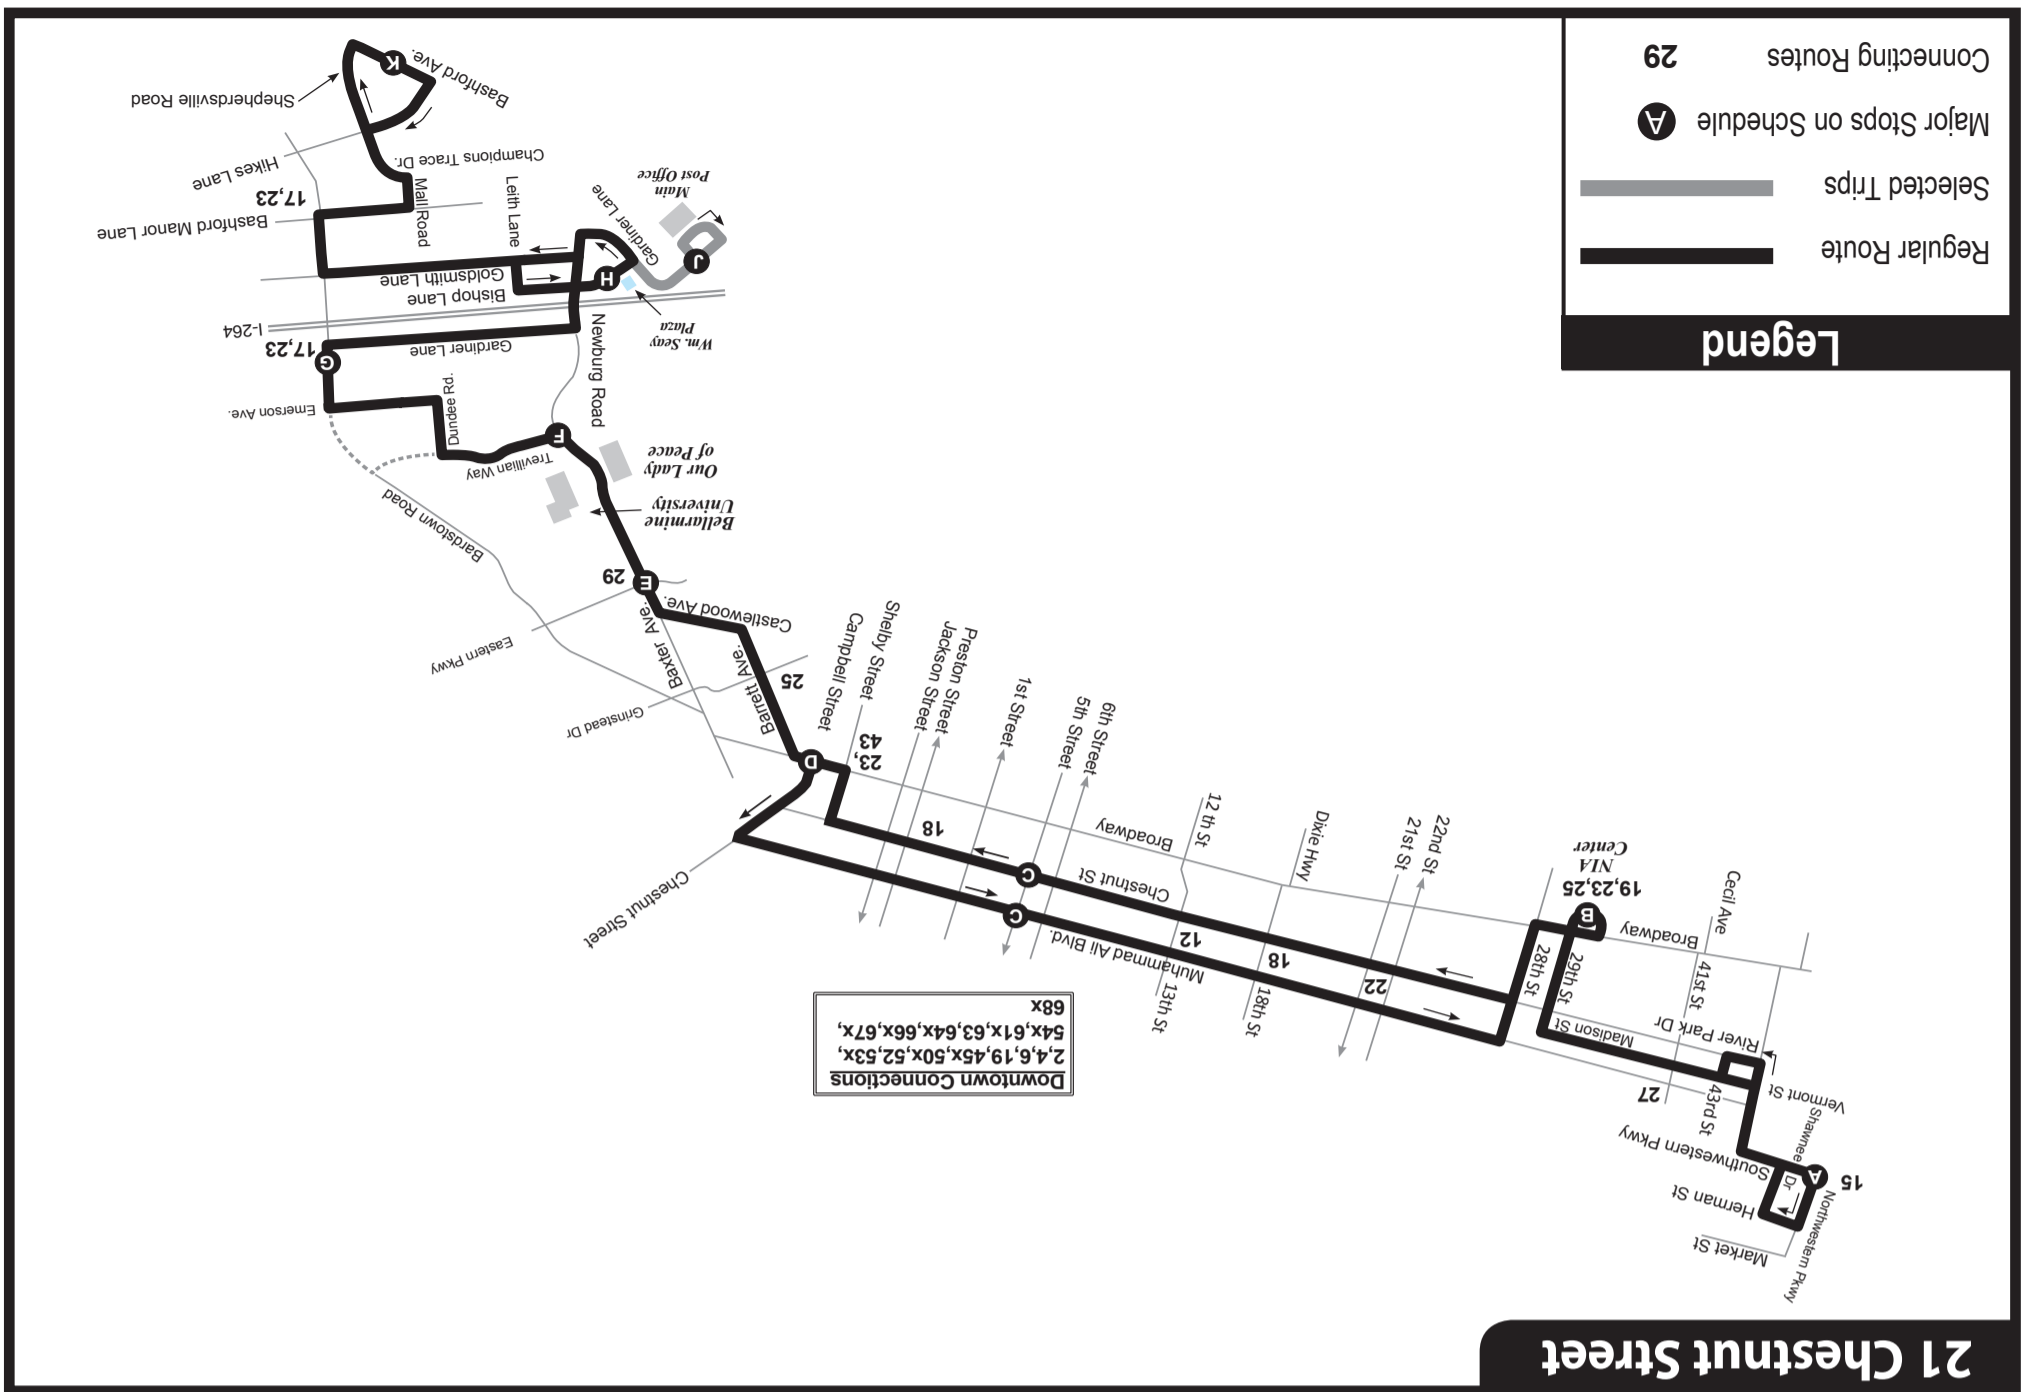 21 Chestnut Street
Northwestern Pkwy
Market St
15
A
Herman St
Shawnee Dr
Southwestern Pkwy
Vermont St
43rd St
27
River Park Dr
Madison St
41st St
Cecil Ave
Broadway
29th St
28th St
B
19,23,25
NIA
Center
Downtown Connections
2,4,6,19,45x,50x,52,53x,
54x,61x,63,64x,66x,67x,
68x
22
22nd St
21st St
18th St
18
Dixie Hwy
13th St
12
12 th St
Muhammad Ali Blvd.
Chestnut St
Broadway
C
C
6th Street
5th Street
1st Street
18
Preston Street
Jackson Street
Shelby Street
Campbell Street
Chestnut Street
23,
43
D
Barrett Ave.
25
Baxter Ave.
Grinstead Dr
Castlewood Ave.
Eastern Pkwy
E
29
Bardstown Road
Bellarmine
University
Our Lady
of Peace
F
Trevilian Way
Dundee Rd.
Emerson Ave.
G
17,23
Newburg Road
Gardiner Lane
Wm. Seay
Plaza
I-264
Bishop Lane
Goldsmith Lane
H
J
Gardiner Lane
Main
Post Office
Leith Lane
Mall Road
Bashford Manor Lane
17,23
Champions Trace Dr.
Hikes Lane
Shepherdsville Road
Bashford Ave.
K
Legend
Regular Route
Selected Trips
Major Stops on Schedule A
Connecting Routes 29